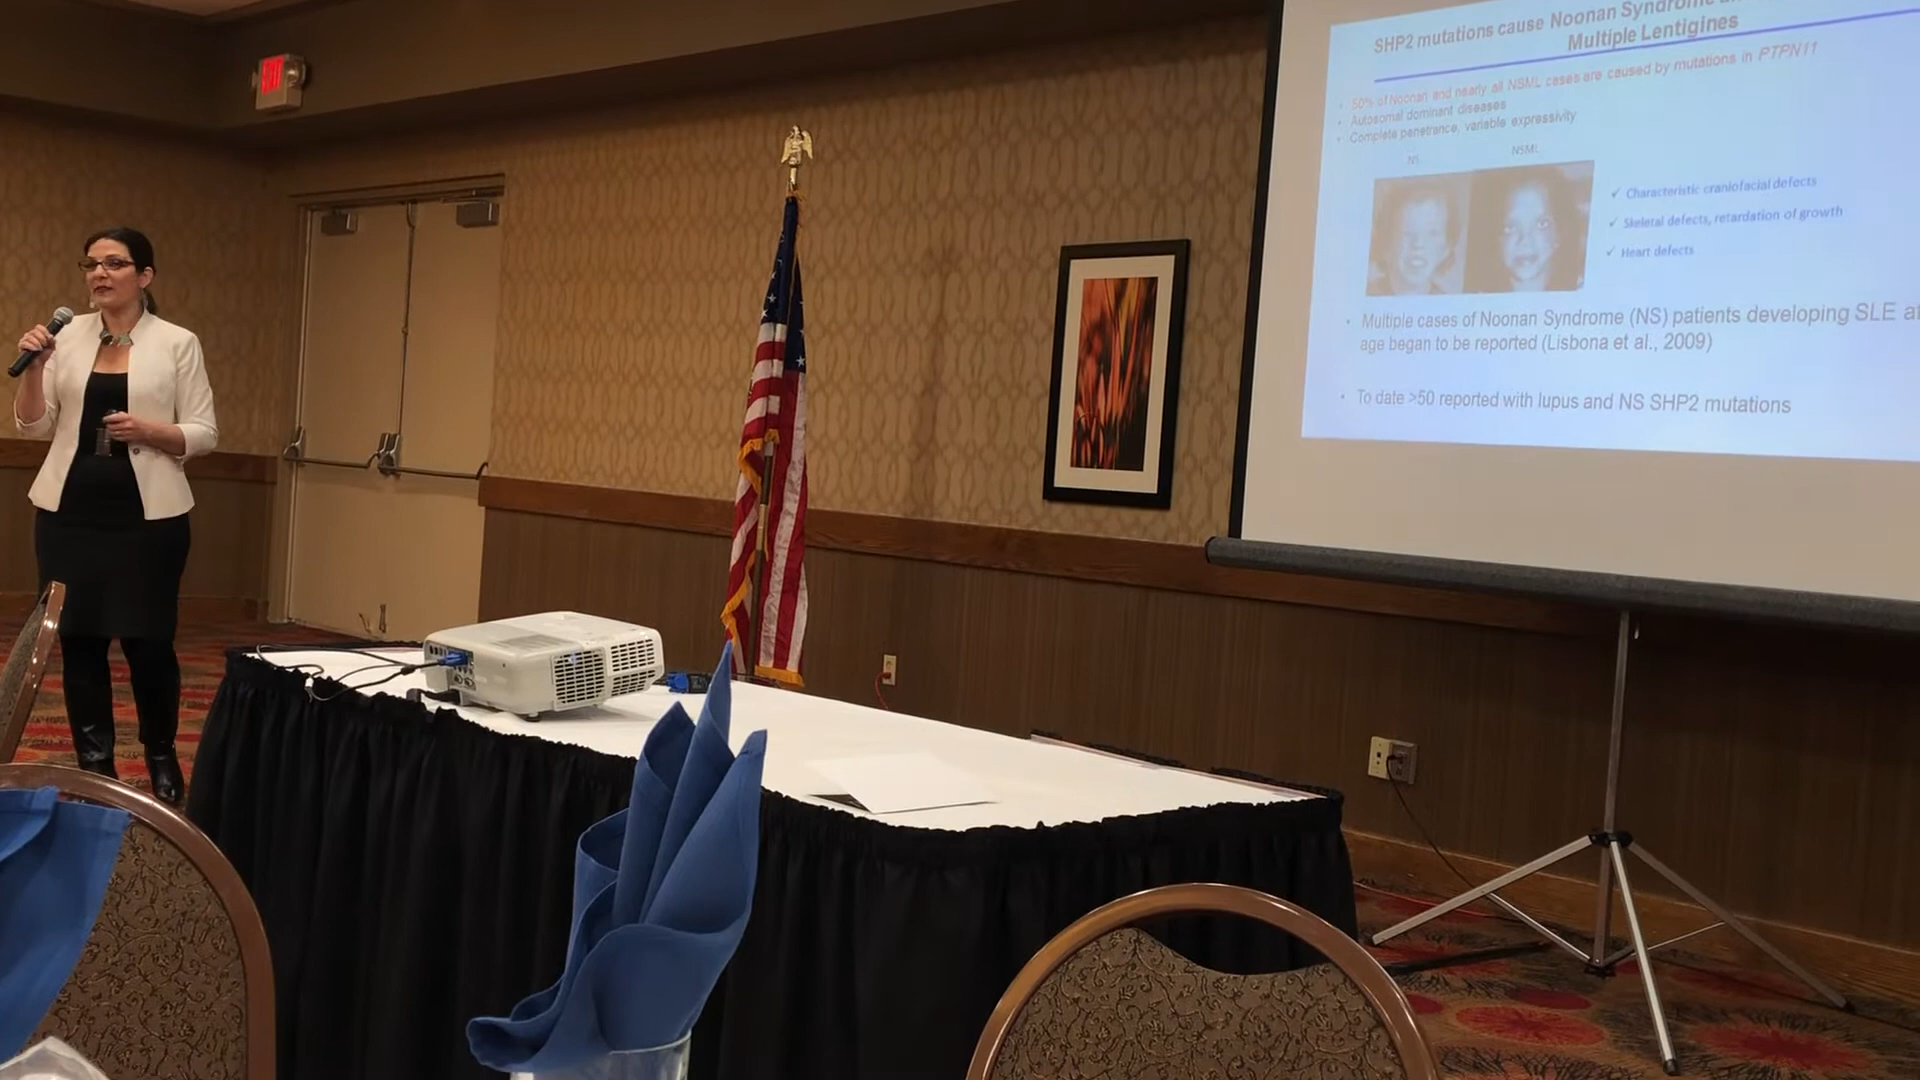 EXIT
SHP2 mutations cause Noonan Syndrome
Multiple Lentigines
• 50% of Noonan and nearly all NSML cases are caused by mutations in PTPN11
• Autosomal dominant diseases
• Complete penetrance, variable expressivity
NS NSML
✓ Characteristic craniofacial defects
✓ Skeletal defects, retardation of growth
✓ Heart defects
• Multiple cases of Noonan Syndrome (NS) patients developing SLE
age began to be reported (Lisbona et al., 2009)
• To date >50 reported with lupus and NS SHP2 mutations